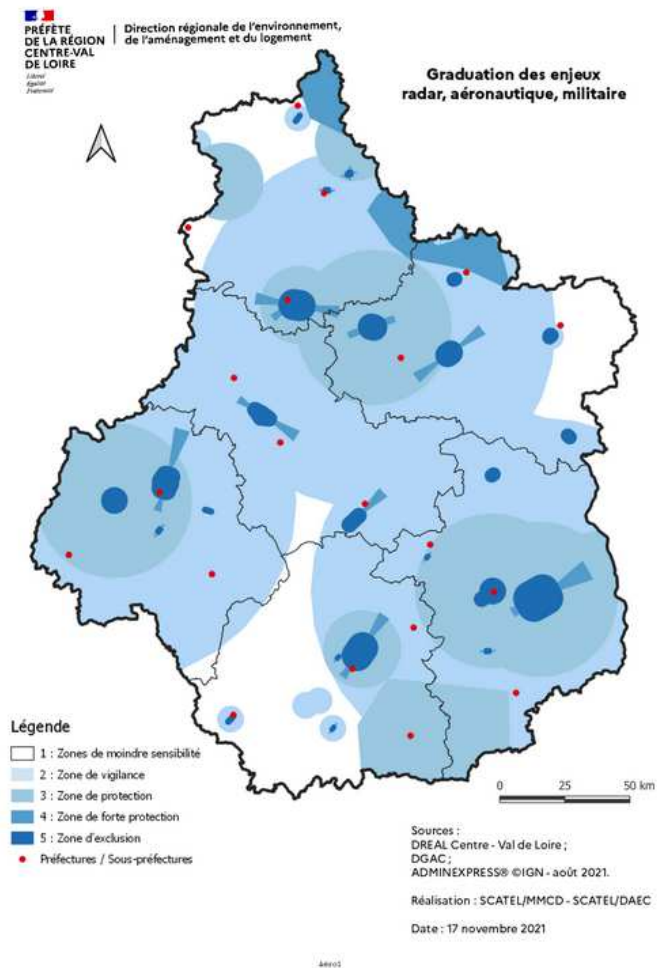 PRÉFÈTE
DE LA RÉGION
CENTRE-VAL
DE LOIRE
Liberté
Égalité
Fraternité
Direction régionale de l'environnement,
de l'aménagement et du logement
Graduation des enjeux
radar, aéronautique, militaire
Légende
1 : Zones de moindre sensibilité
2 : Zone de vigilance
3 : Zone de protection
4 : Zone de forte protection
5 : Zone d'exclusion
Préfectures / Sous-préfectures
0 25 50 km
Sources :
DREAL Centre - Val de Loire ;
DGAC ;
ADMINEXPRESS® ©IGN - août 2021.
Réalisation : SCATEL/MMCD - SCATEL/DAEC
Date : 17 novembre 2021